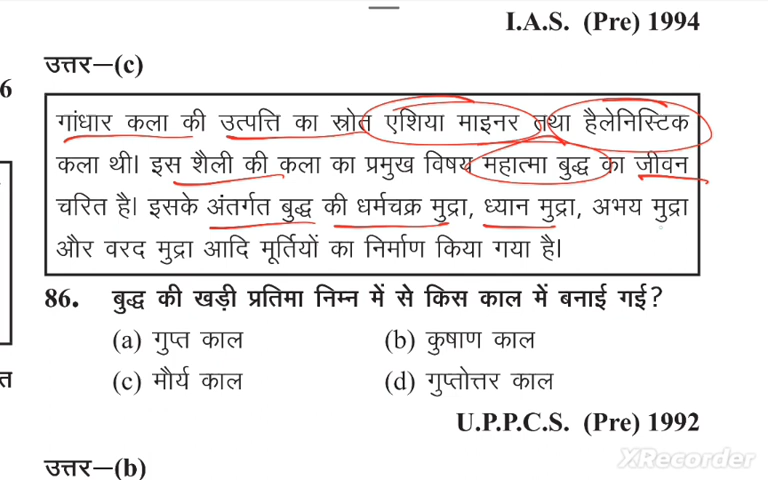 I.A.S. (Pre) 1994
उत्तर—(c)
6
गांधार कला की उत्पत्ति का स्रोत एशिया माइनर तथा हैलेनिस्टिक
कला थी। इस शैली की कला का प्रमुख विषय महात्मा बुद्ध का जीवन
चरित है। इसके अंतर्गत बुद्ध की धर्मचक्र मुद्रा, ध्यान मुद्रा, अभय मुद्रा
और वरद मुद्रा आदि मूर्तियों का निर्माण किया गया है।
86. बुद्ध की खड़ी प्रतिमा निम्न में से किस काल में बनाई गई?
(a) गुप्त काल (b) कुषाण काल
(c) मौर्य काल (d) गुप्तोत्तर काल
त
U.P.P.C.S. (Pre) 1992
XRecorder
उत्तर—(b)